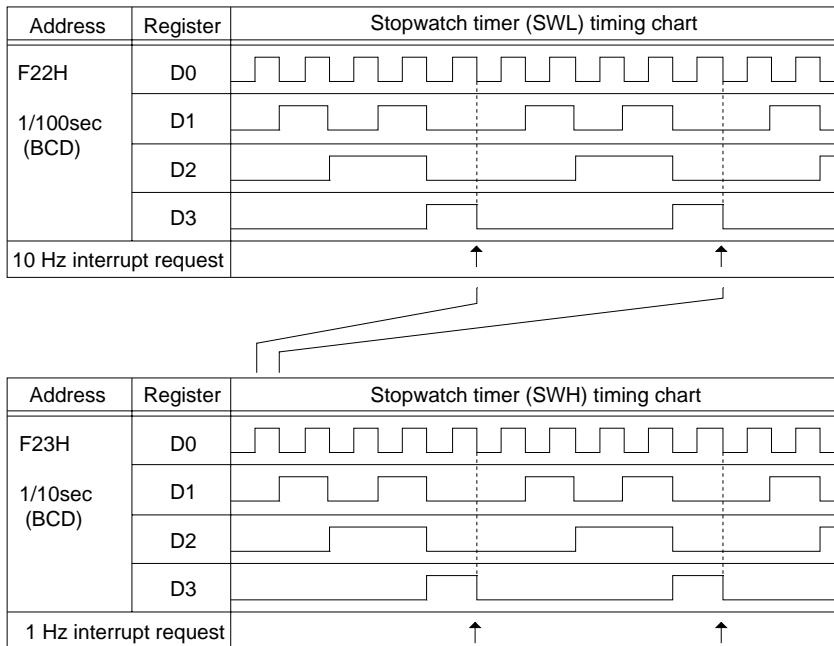 Address Register Stopwatch timer (SWL) timing chart
F22H D0
1/100sec D1
(BCD)
D2
D3
10 Hz interrupt request
Address Register Stopwatch timer (SWH) timing chart
F23H D0
1/10sec D1
(BCD)
D2
D3
1 Hz interrupt request